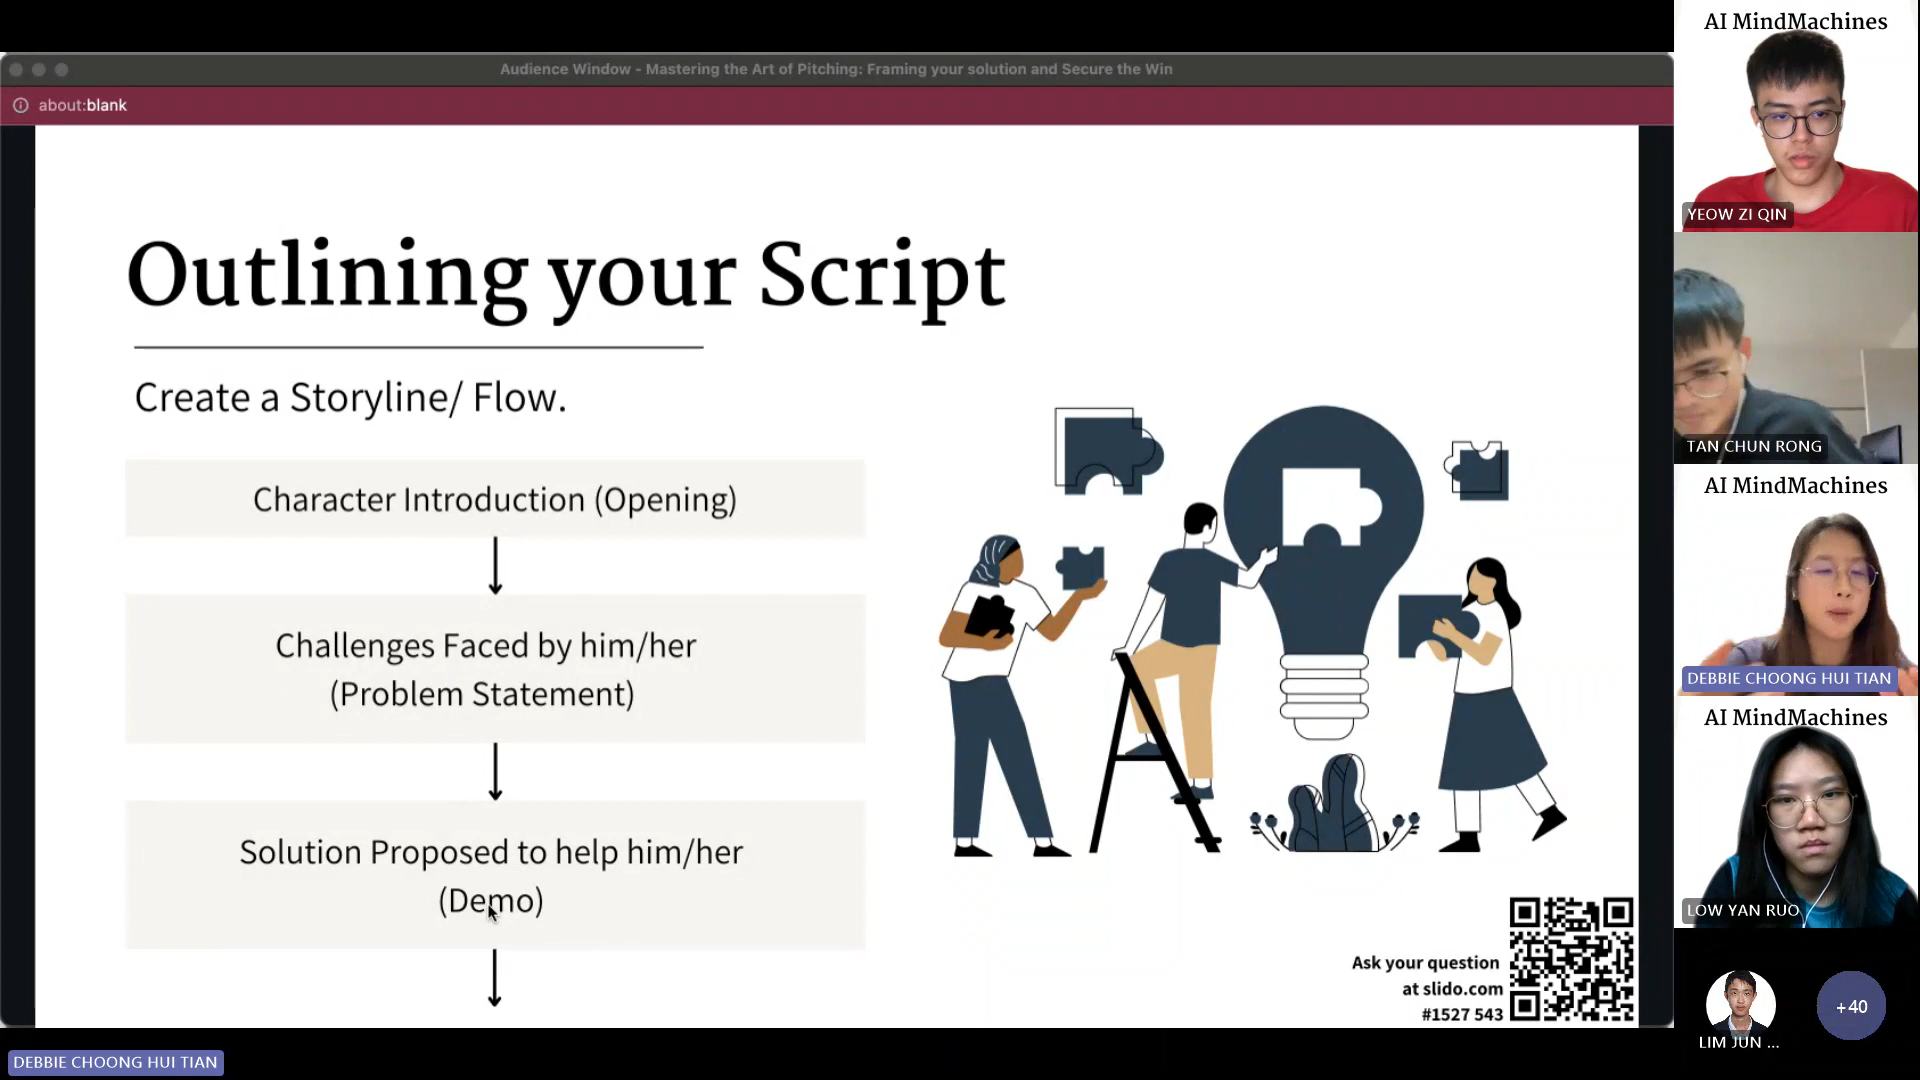 Audience Window - Mastering the Art of Pitching: Framing your solution and Secure the Win
about:blank
Outlining your Script
Create a Storyline/ Flow.
Character Introduction (Opening)
Challenges Faced by him/her
(Problem Statement)
Solution Proposed to help him/her
(Demo)
Ask your question
at slido.com
#1527 543
AI MindMachines
YEOW ZI QIN
TAN CHUN RONG
AI MindMachines
DEBBIE CHOONG HUI TIAN
AI MindMachines
LOW YAN RUO
LIM JUN ...
+40
DEBBIE CHOONG HUI TIAN